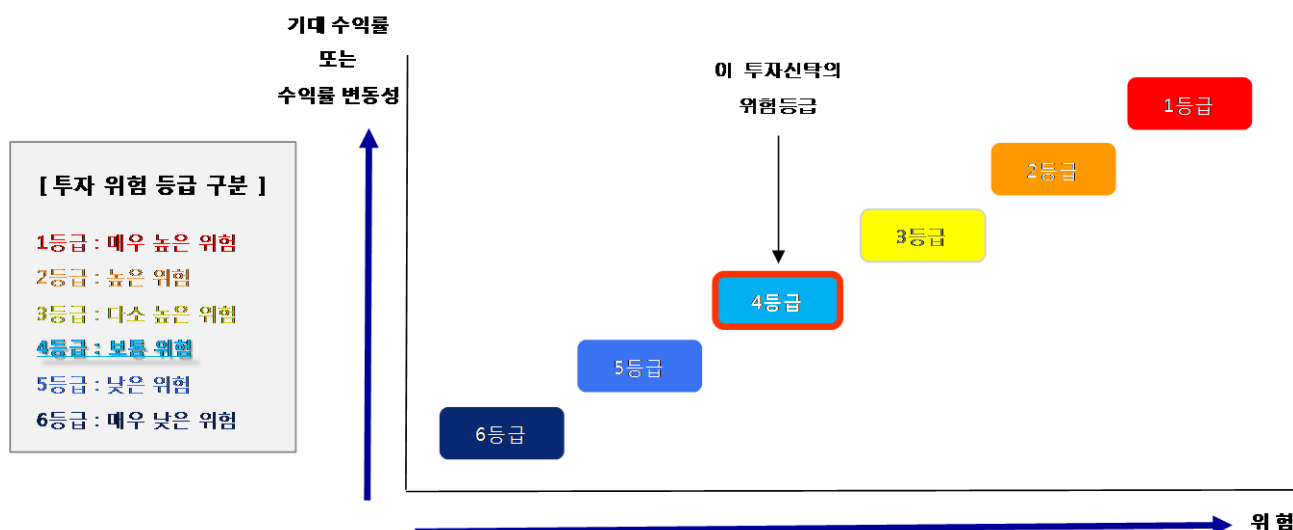 기대 수익률
또는
수익률 변동성
이 투자신탁의
위험등급
1등급
2등급
3등급
4등급
5등급
6등급
[ 투자 위험 등급 구분 ]
1등급 : 매우 높은 위험
2등급 : 높은 위험
3등급 : 다소 높은 위험
4등급 : 보통 위험
5등급 : 낮은 위험
6등급 : 매우 낮은 위험
위 험